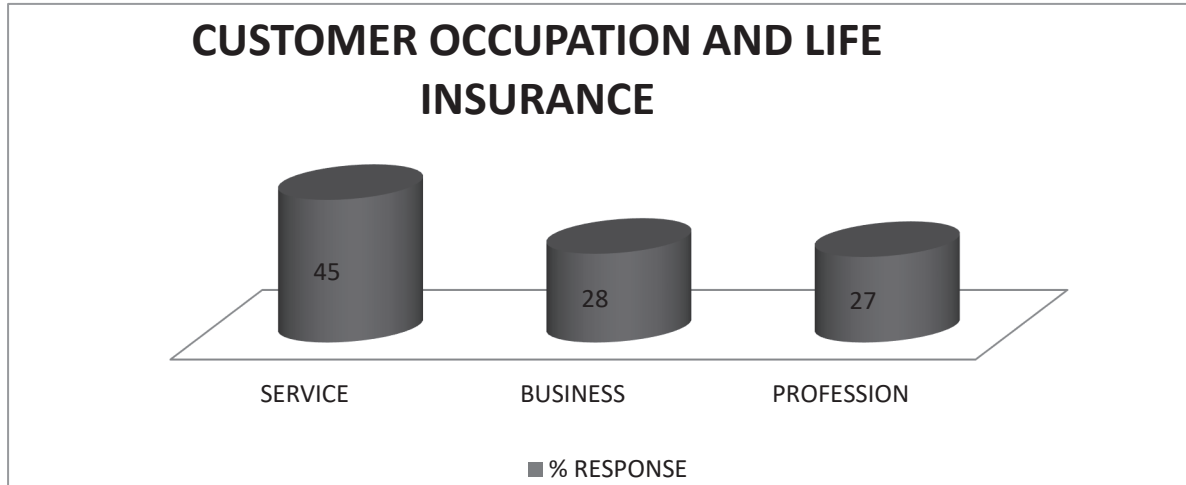 CUSTOMER OCCUPATION AND LIFE
INSURANCE
45
28
27
SERVICE
BUSINESS
PROFESSION
% RESPONSE